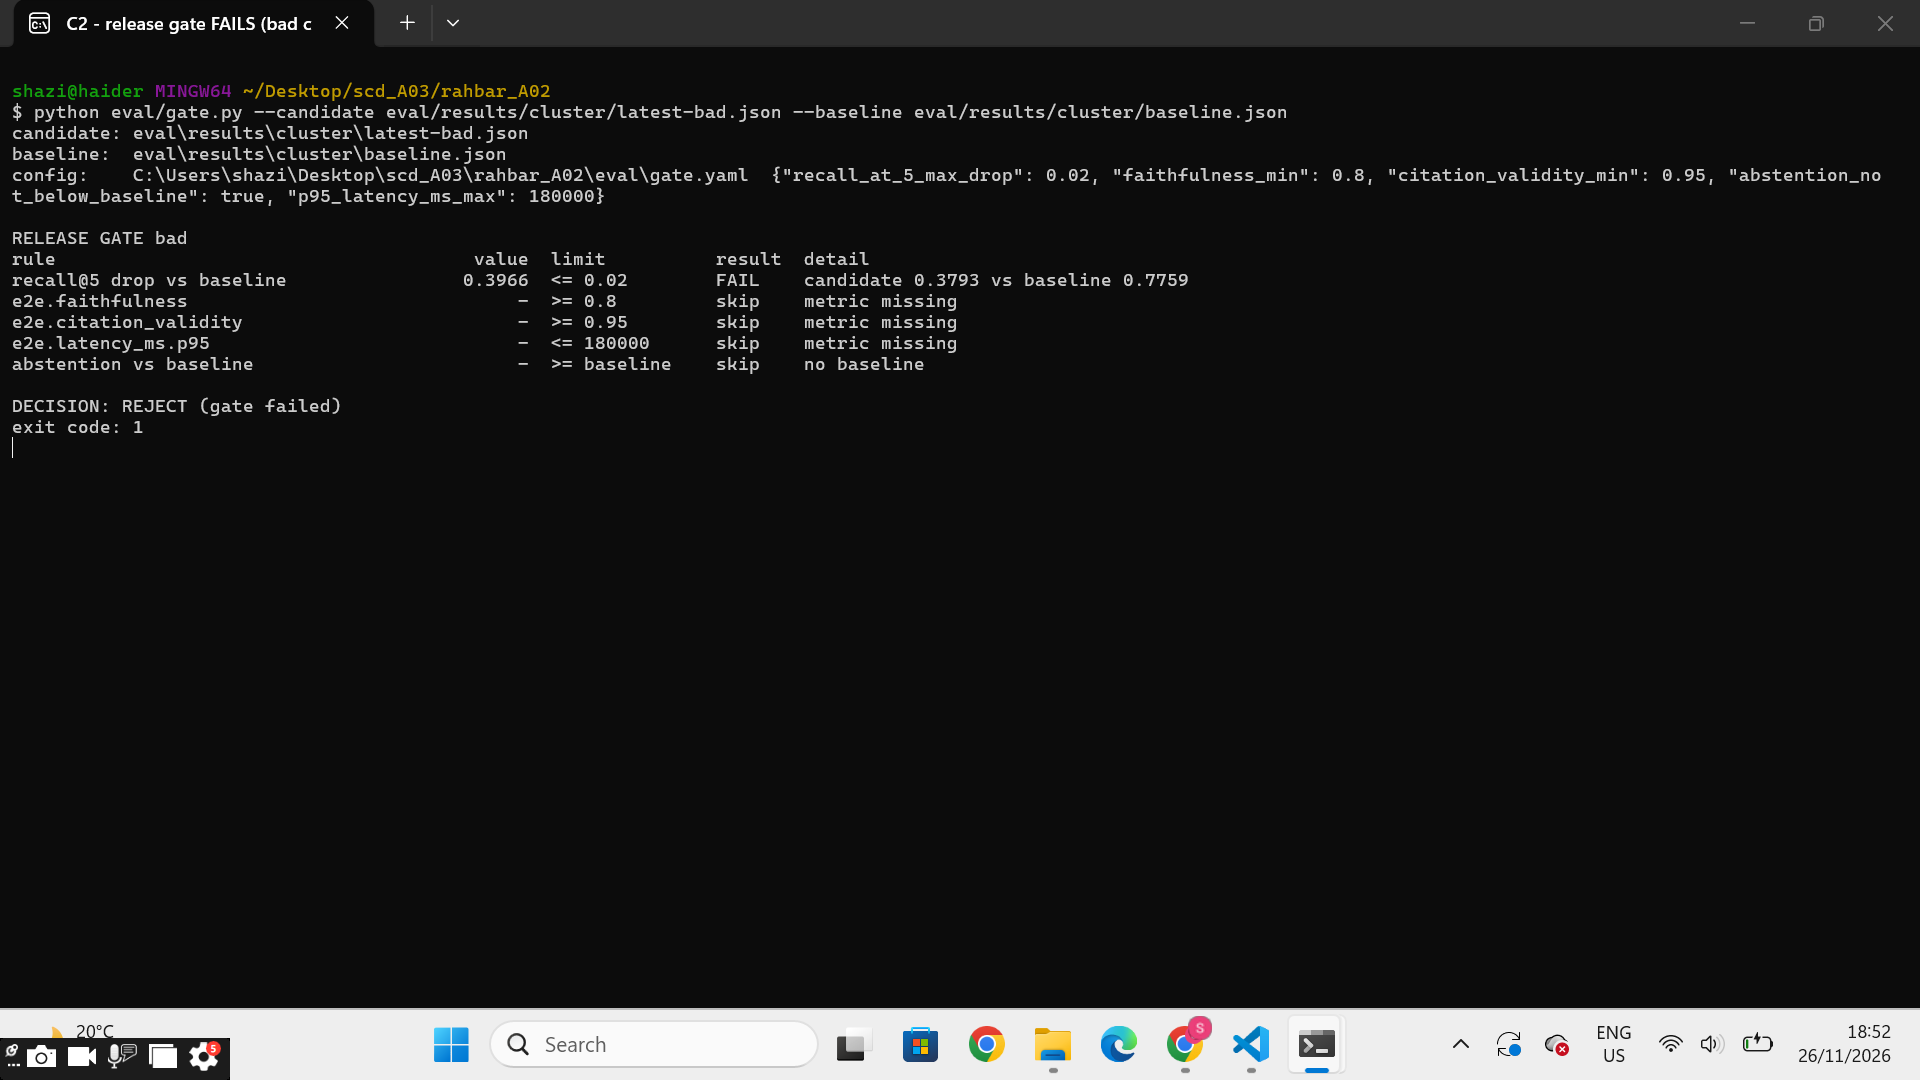 C2 - release gate FAILS (bad c
shazi@haider MINGW64 ~/Desktop/scd_A03/rahbar_A02
$ python eval/gate.py --candidate eval/results/cluster/latest-bad.json --baseline eval/results/cluster/baseline.json
candidate: eval\results\cluster\latest-bad.json
baseline:  eval\results\cluster\baseline.json
config:    C:\Users\shazi\Desktop\scd_A03\rahbar_A02\eval\gate.yaml  {"recall_at_5_max_drop": 0.02, "faithfulness_min": 0.8, "citation_validity_min": 0.95, "abstention_no
t_below_baseline": true, "p95_latency_ms_max": 180000}
RELEASE GATE bad
rule value limit result detail
recall@5 drop vs baseline 0.3966 <= 0.02 FAIL candidate 0.3793 vs baseline 0.7759
e2e.faithfulness - >= 0.8 skip metric missing
e2e.citation_validity - >= 0.95 skip metric missing
e2e.latency_ms.p95 - <= 180000 skip metric missing
abstention vs baseline - >= baseline skip no baseline
DECISION: REJECT (gate failed)
exit code: 1
20°C
5
Search
S
ENG
US
18:52
26/11/2026